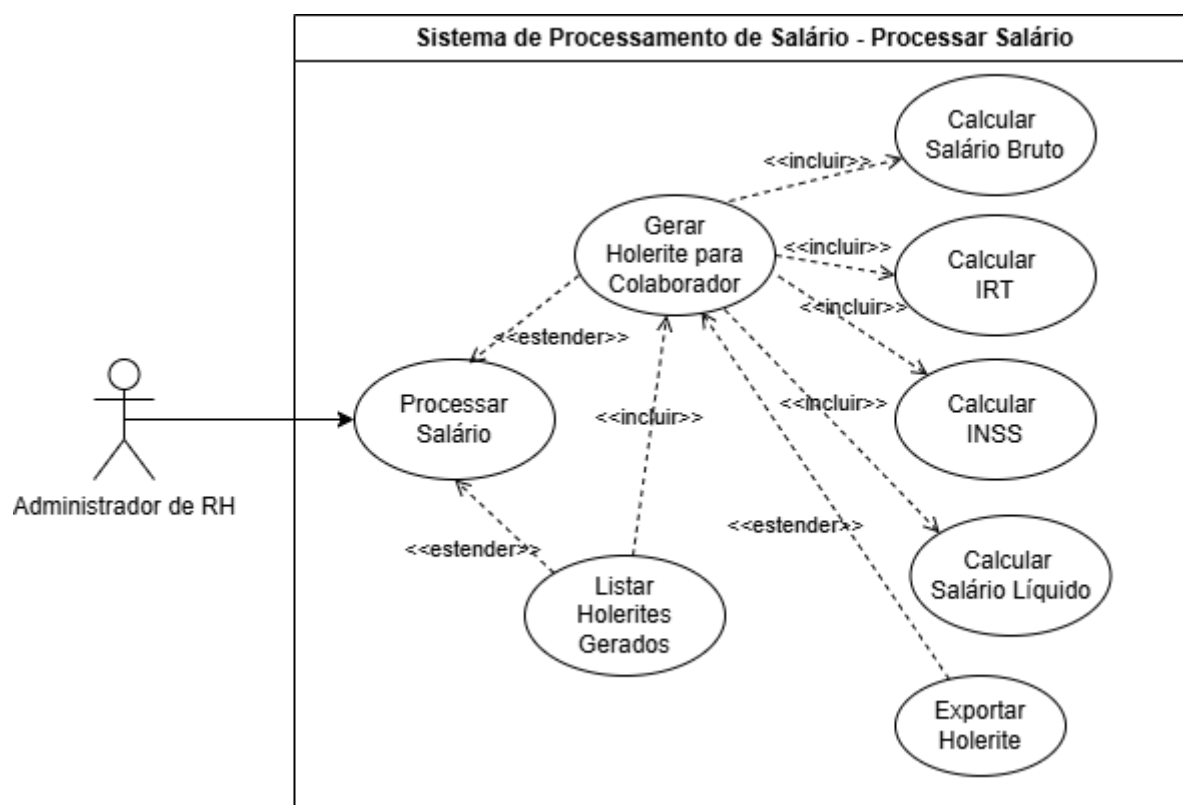 Sistema de Processamento de Salário - Processar Salário
Calcular
Salário Bruto
<<incluir>>
Gerar
Holerite para
Colaborador
<<incluir>>
Calcular
IRT
<<incluir>>
<<estender>>
Processar
Salário
<<incluir>>
<<incluir>>
Calcular
INSS
Administrador de RH
<<estender>>
<<estender>>
Listar
Holerites
Gerados
Calcular
Salário Líquido
Exportar
Holerite